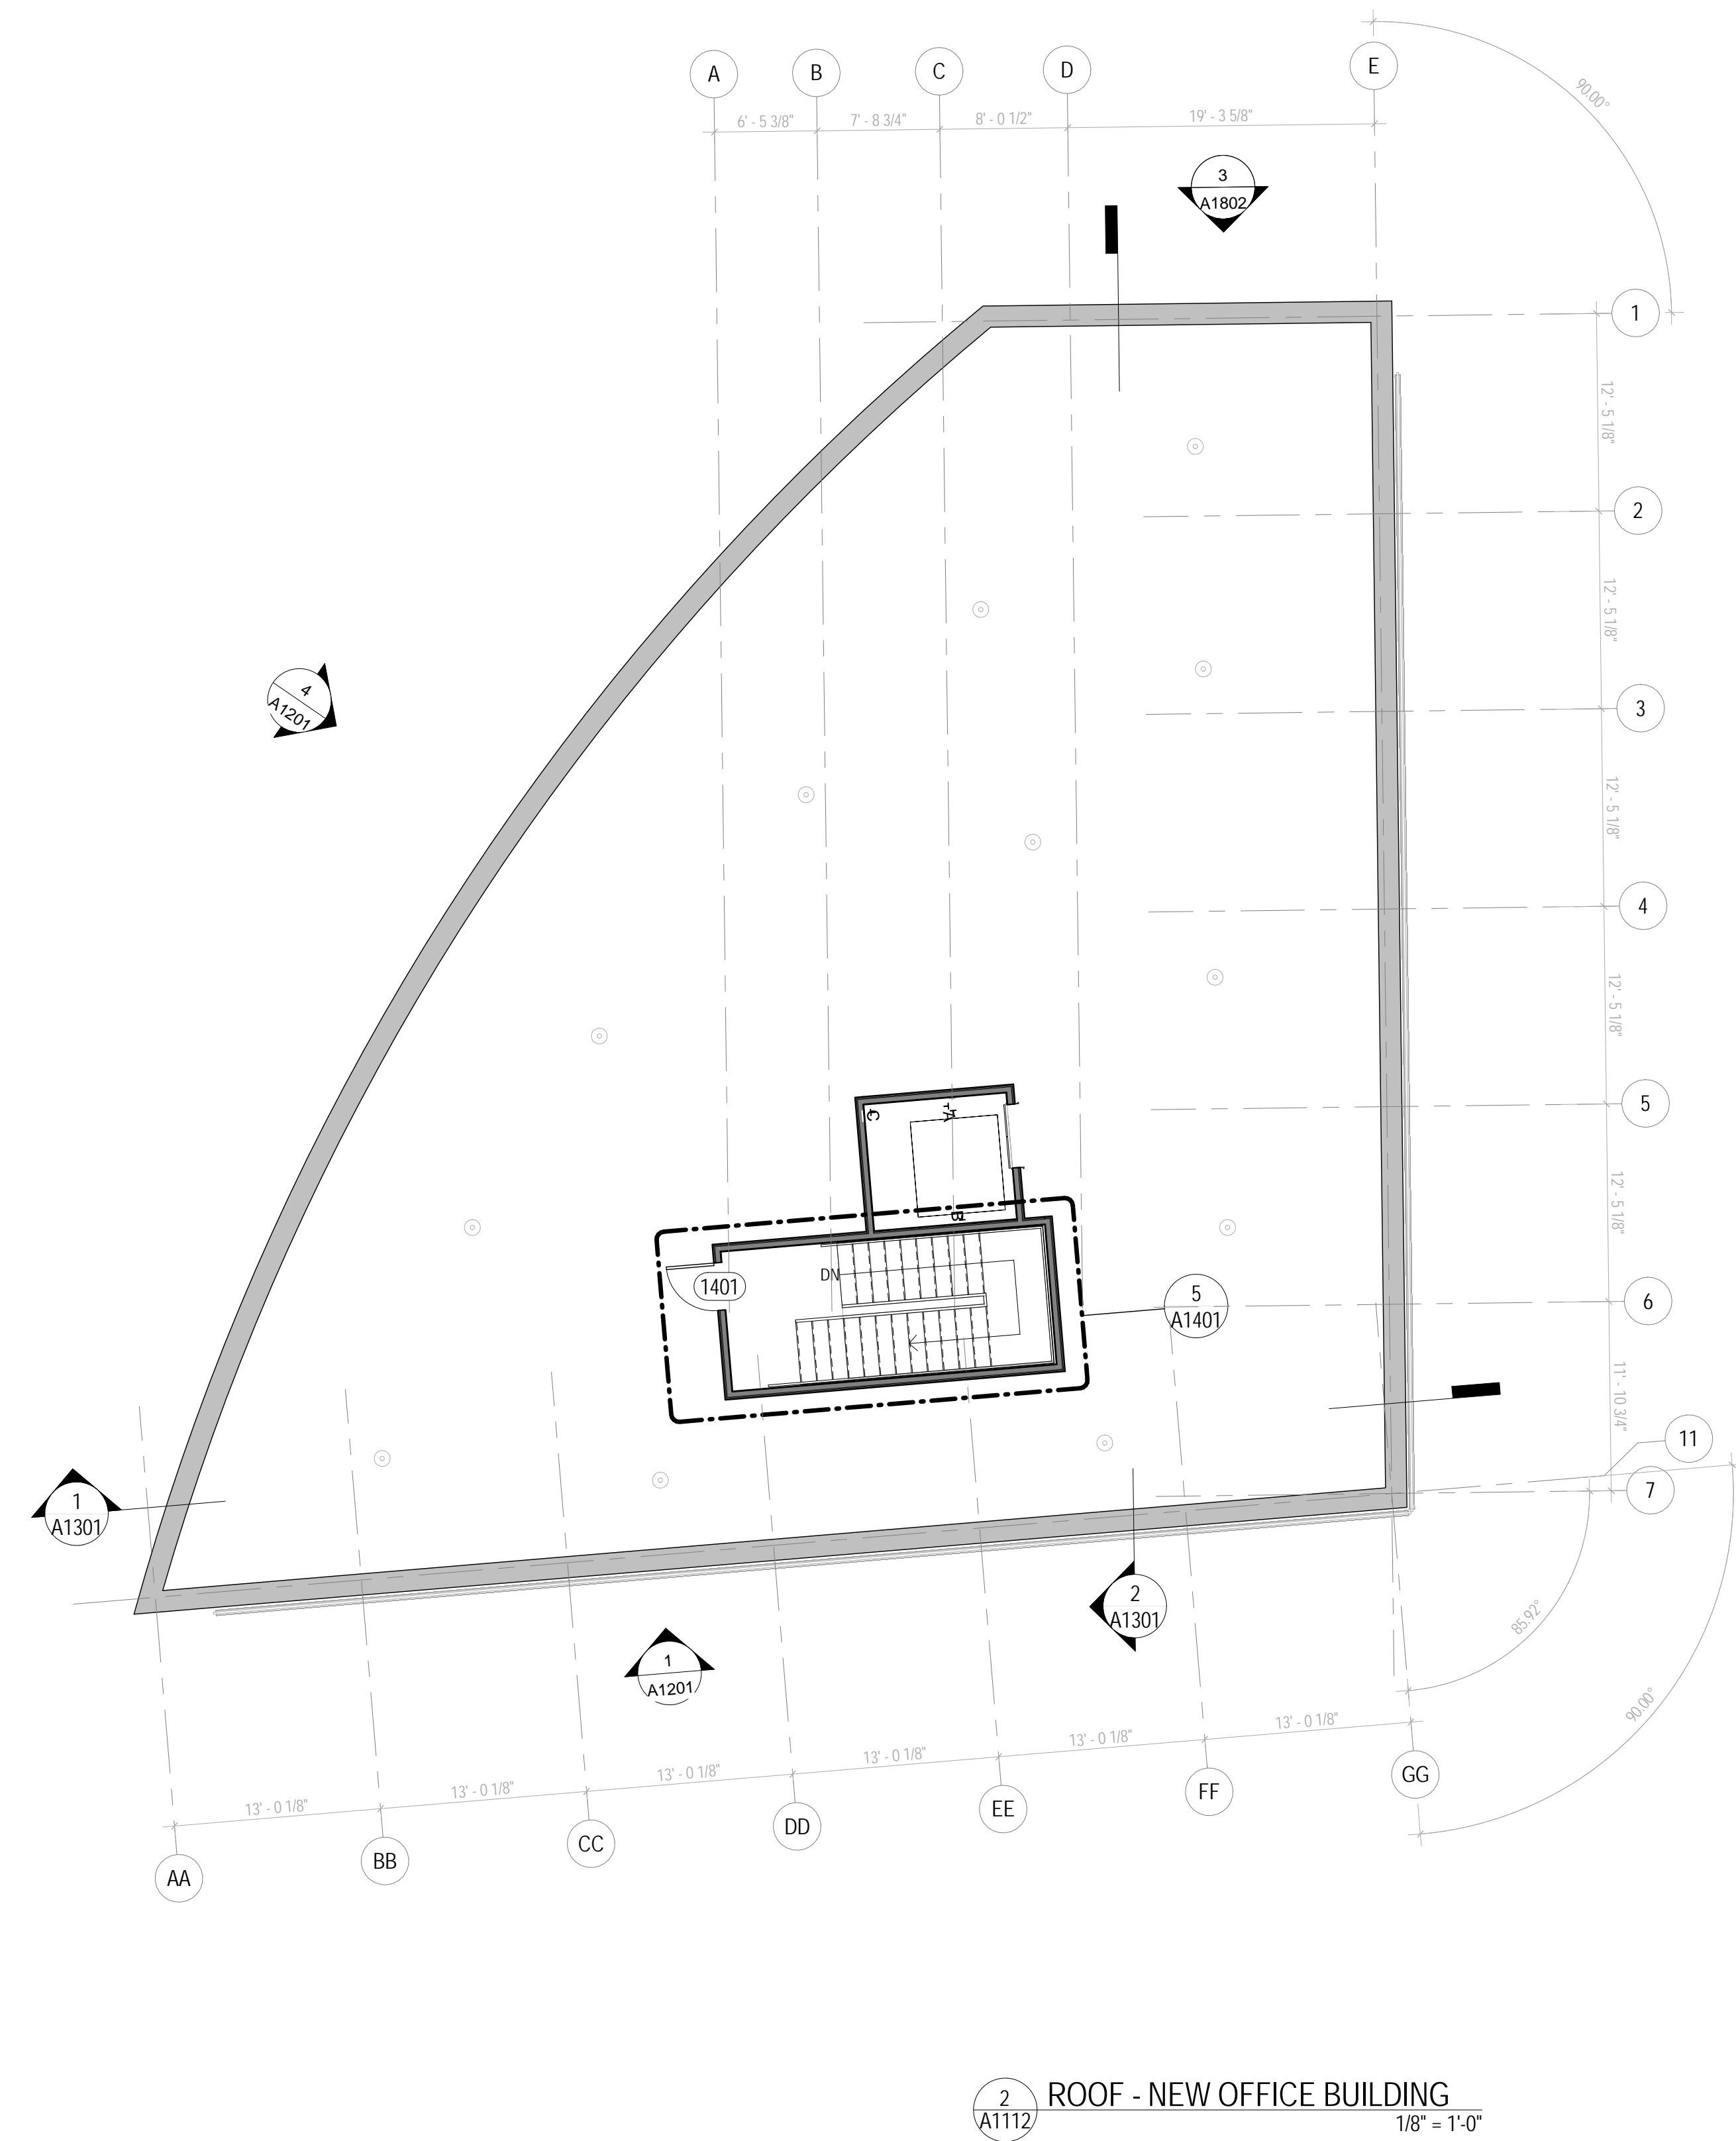 A
B
C
D
E
90.00°
6' - 5 3/8"
7' - 8 3/4"
8' - 0 1/2"
19' - 3 5/8"
3
A1802
1
12' - 5 1/8"
2
12' - 5 1/8"
4
A1201
3
12' - 5 1/8"
4
12' - 5 1/8"
C
A
5
12' - 5 1/8"
B
1401
DN
5
A1401
6
11' - 10 3/4"
11
7
1
A1301
2
A1301
85.92°
1
A1201
90.00°
13' - 0 1/8"
13' - 0 1/8"
13' - 0 1/8"
13' - 0 1/8"
13' - 0 1/8"
13' - 0 1/8"
GG
FF
EE
DD
CC
BB
AA
2
A1112
ROOF - NEW OFFICE BUILDING
1/8" = 1'-0"